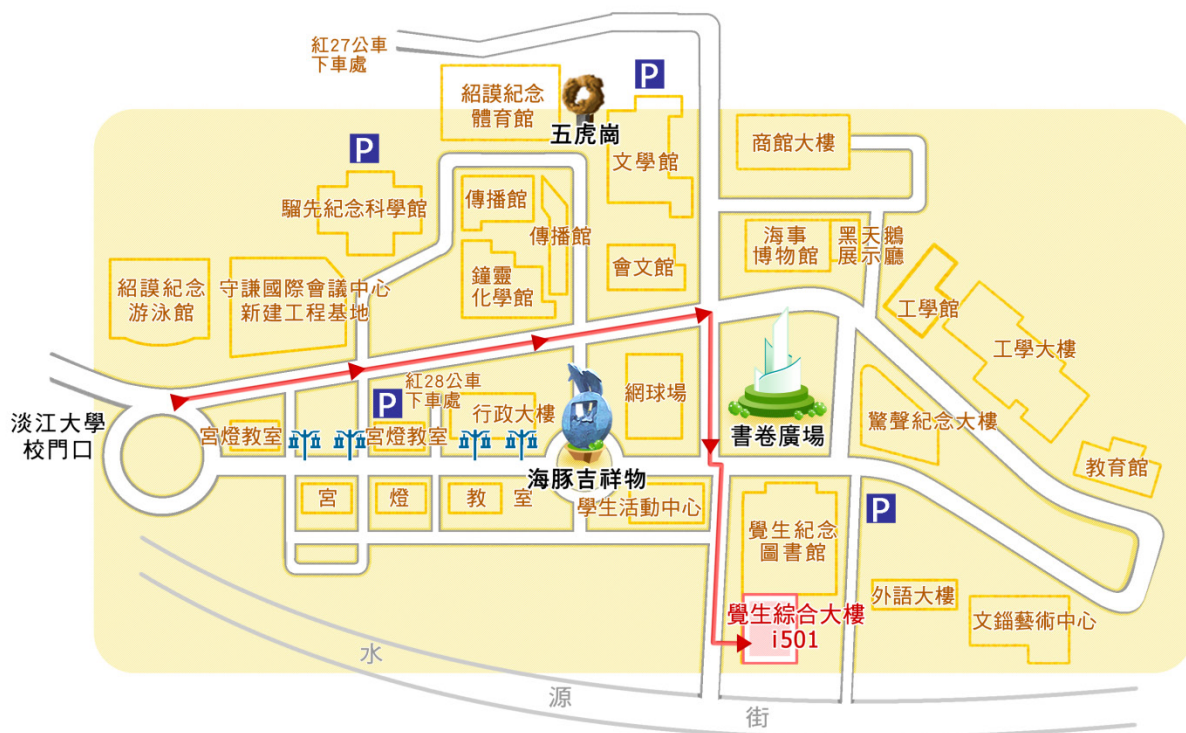 紅27公車
下車處
P
紹謨紀念
體育館
五虎崗
商館大樓
P
文學館
騮先紀念科學館
傳播館
傳播館
海事
博物館
黑天鵝
展示廳
會文館
鐘靈
化學館
紹謨紀念
游泳館
守謙國際會議中心
新建工程基地
工學館
工學大樓
紅28公車
下車處
P
網球場
行政大樓
淡江大學
校門口
宮燈教室
宮燈教室
書卷廣場
驚聲紀念大樓
教育館
海豚吉祥物
宮
燈
教
室
學生活動中心
P
覺生紀念
圖書館
外語大樓
覺生綜合大樓
i501
文錙藝術中心
水
源
街